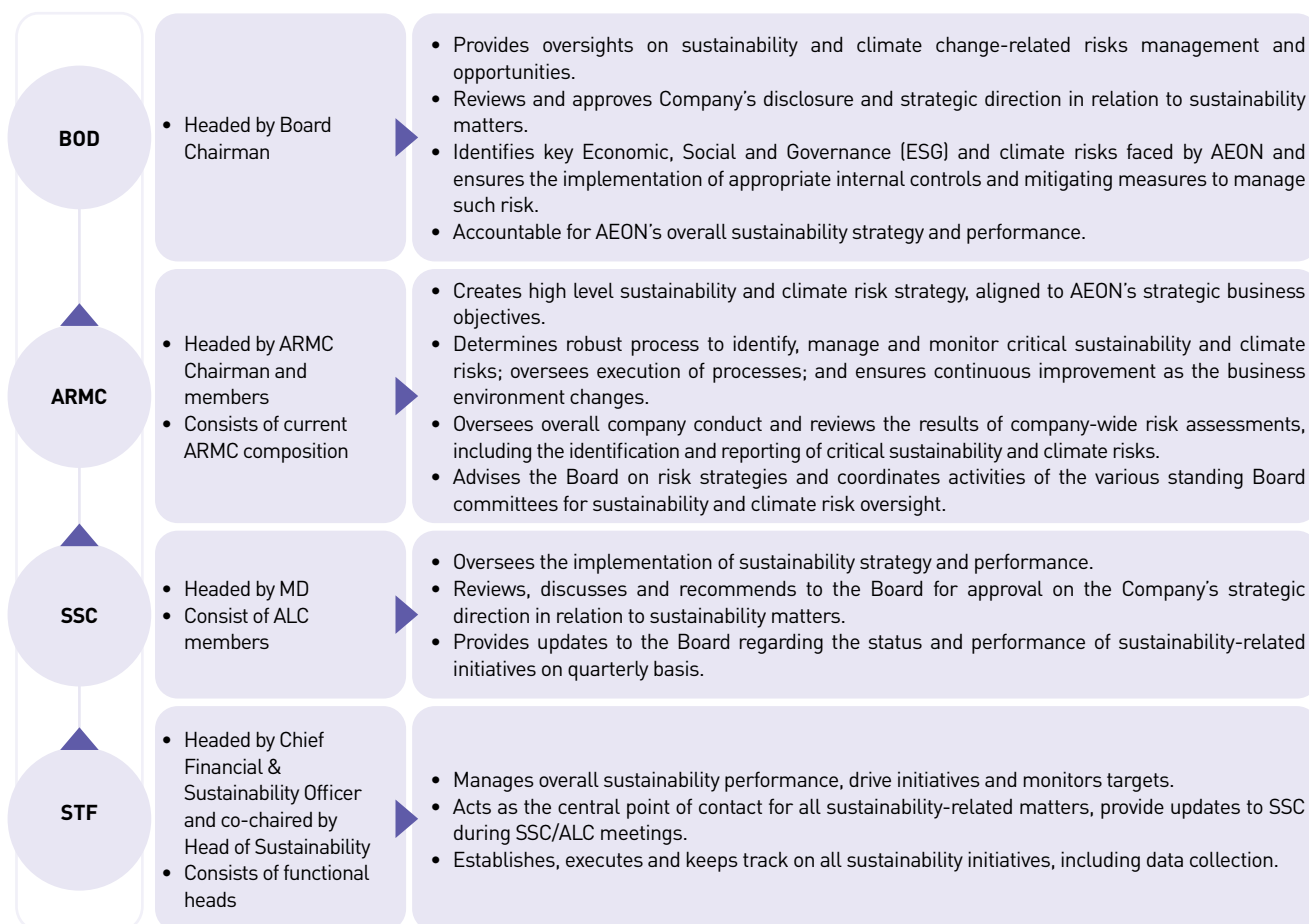 BOD
• Headed by Board
Chairman
• Provides oversights on sustainability and climate change-related risks management and
opportunities.
• Reviews and approves Company's disclosure and strategic direction in relation to sustainability
matters.
• Identifies key Economic, Social and Governance (ESG) and climate risks faced by AEON and
ensures the implementation of appropriate internal controls and mitigating measures to manage
such risk.
• Accountable for AEON's overall sustainability strategy and performance.
ARMC
• Headed by ARMC
Chairman and
members
• Consists of current
ARMC composition
• Creates high level sustainability and climate risk strategy, aligned to AEON's strategic business
objectives.
• Determines robust process to identify, manage and monitor critical sustainability and climate
risks; oversees execution of processes; and ensures continuous improvement as the business
environment changes.
• Oversees overall company conduct and reviews the results of company-wide risk assessments,
including the identification and reporting of critical sustainability and climate risks.
• Advises the Board on risk strategies and coordinates activities of the various standing Board
committees for sustainability and climate risk oversight.
SSC
• Headed by MD
• Consist of ALC
members
• Oversees the implementation of sustainability strategy and performance.
• Reviews, discusses and recommends to the Board for approval on the Company's strategic
direction in relation to sustainability matters.
• Provides updates to the Board regarding the status and performance of sustainability-related
initiatives on quarterly basis.
STF
• Headed by Chief
Financial &
Sustainability Officer
and co-chaired by
Head of Sustainability
• Consists of functional
heads
• Manages overall sustainability performance, drive initiatives and monitors targets.
• Acts as the central point of contact for all sustainability-related matters, provide updates to SSC
during SSC/ALC meetings.
• Establishes, executes and keeps track on all sustainability initiatives, including data collection.